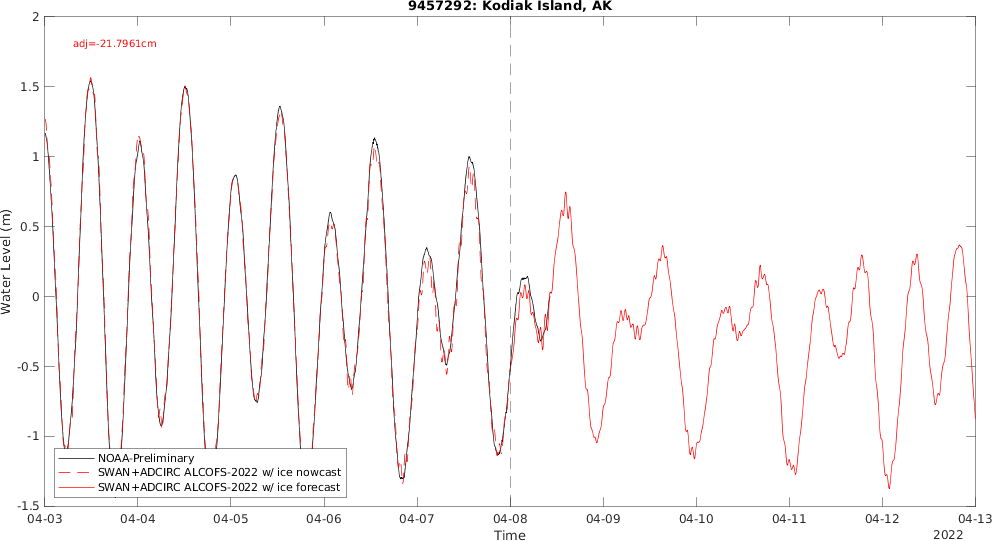 9457292: Kodiak Island, AK
adj=-21.7961cm
2
1.5
1
0.5
0
-0.5
-1
-1.5
Water Level (m)
NOAA-Preliminary
SWAN+ADCIRC ALCOFS-2022 w/ ice nowcast
SWAN+ADCIRC ALCOFS-2022 w/ ice forecast
04-03 04-04 04-05 04-06 04-07 04-08 04-09 04-10 04-11 04-12 04-13
Time
2022